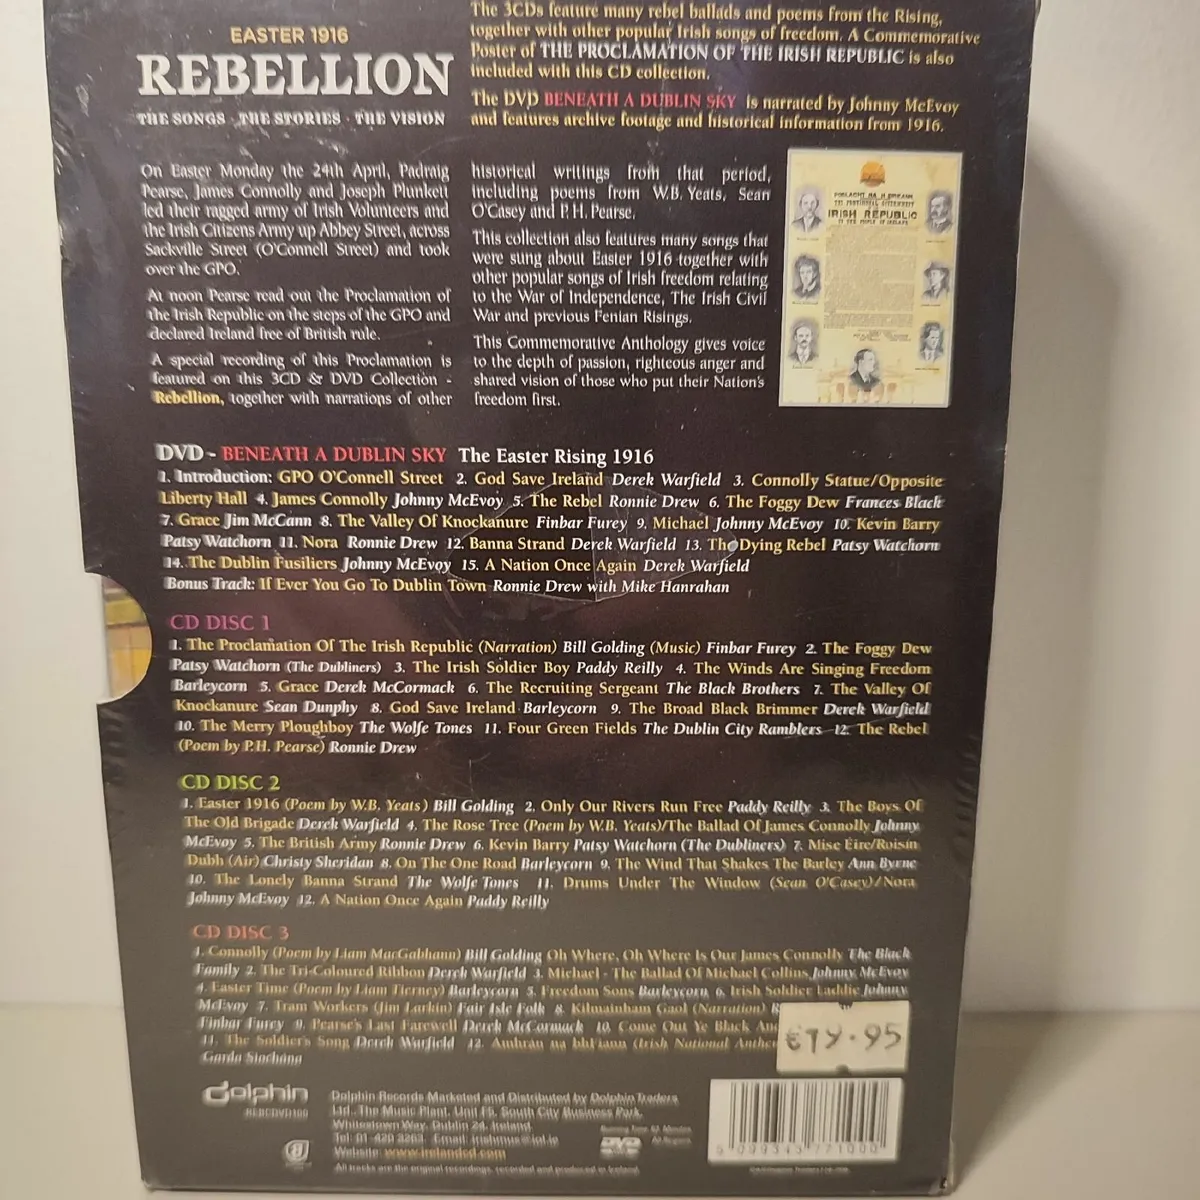 EASTER 1916
REBELLION
THE SONGS · THE STORIES · THE VISION
The 3CDs feature many rebel ballads and poems from the Rising,
together with other popular Irish songs of freedom. A Commemorative
Poster of THE PROCLAMATION OF THE IRISH REPUBLIC is also
included with this CD collection.
The DVD BENEATH A DUBLIN SKY is narrated by Johnny McEvoy
and features archive footage and historical information from 1916.
On Easter Monday the 24th April, Padraig
Pearse, James Connolly and Joseph Plunkett
led their ragged army of Irish Volunteers and
the Irish Citizens Army up Abbey Street, across
Sackville Street (O'Connell Street) and took
over the GPO.
At noon Pearse read out the Proclamation of
the Irish Republic on the steps of the GPO and
declared Ireland free of British rule.
A special recording of this Proclamation is
featured on this 3CD & DVD Collection -
Rebellion, together with narrations of other
historical writings from that period,
including poems from W.B. Yeats, Sean
O'Casey and P.H. Pearse.
This collection also features many songs that
were sung about Easter 1916 together with
other popular songs of Irish freedom relating
to the War of Independence, The Irish Civil
War and previous Fenian Risings.
This Commemorative Anthology gives voice
to the depth of passion, righteous anger and
shared vision of those who put their Nation's
freedom first.
IRISH REPUBLIC
DVD - BENEATH A DUBLIN SKY The Easter Rising 1916
1. Introduction: GPO O'Connell Street 2. God Save Ireland Derek Warfield 3. Connolly Statue/Opposite
Liberty Hall 4. James Connolly Johnny McEvoy 5. The Rebel Ronnie Drew 6. The Foggy Dew Frances Black
7. Grace Jim McCann 8. The Valley Of Knockanure Finbar Furey 9. Michael Johnny McEvoy 10. Kevin Barry
Patsy Watchorn 11. Nora Ronnie Drew 12. Banna Strand Derek Warfield 13. The Dying Rebel Patsy Watchorn
14. The Dublin Fusiliers Johnny McEvoy 15. A Nation Once Again Derek Warfield
Bonus Track: If Ever You Go To Dublin Town Ronnie Drew with Mike Hanrahan
CD DISC 1
1. The Proclamation Of The Irish Republic (Narration) Bill Golding (Music) Finbar Furey 2. The Foggy Dew
Patsy Watchorn (The Dubliners) 3. The Irish Soldier Boy Paddy Reilly 4. The Winds Are Singing Freedom
Barleycorn 5. Grace Derek McCormack 6. The Recruiting Sergeant The Black Brothers 7. The Valley Of
Knockanure Sean Dunphy 8. God Save Ireland Barleycorn 9. The Broad Black Brimmer Derek Warfield
10. The Merry Ploughboy The Wolfe Tones 11. Four Green Fields The Dublin City Ramblers 12. The Rebel
(Poem by P.H. Pearse) Ronnie Drew
CD DISC 2
1. Easter 1916 (Poem by W.B. Yeats) Bill Golding 2. Only Our Rivers Run Free Paddy Reilly 3. The Boys Of
The Old Brigade Derek Warfield 4. The Rose Tree (Poem by W.B. Yeats)/The Ballad Of James Connolly Johnny
McEvoy 5. The British Army Ronnie Drew 6. Kevin Barry Patsy Watchorn (The Dubliners) 7. Mise Eire/Roisin
Dubh (Air) Christy Sheridan 8. On The One Road Barleycorn 9. The Wind That Shakes The Barley Ann Byrne
10. The Lonely Banna Strand The Wolfe Tones 11. Drums Under The Window (Sean O'Casey)/Nora
Johnny McEvoy 12. A Nation Once Again Paddy Reilly
CD DISC 3
1. Connolly (Poem by Liam MacGabhann) Bill Golding Oh Where, Oh Where Is Our James Connolly The Black
Family 2. The Tri-Coloured Ribbon Derek Warfield 3. Michael - The Ballad Of Michael Collins Johnny McEvoy
4. Easter Time (Poem by Liam Tierney) Barleycorn 5. Freedom Sons Barleycorn 6. Irish Soldier Laddie Johnny
McEvoy 7. Tram Workers (Jim Larkin) Fair Isle Folk 8. Kilmainham Gaol (Narration)
Finbar Furey 9. Pearse's Last Farewell Derek McCormack 10. Come Out Ye Black
11. The Soldier's Song Derek Warfield 12. Amhrán na bhFiann (Irish National
Garda Siochána
€19.95
dolphin
REBCDVD100
Dolphin Records Marketed and Distributed by Dolphin Traders
Ltd. The Music Plant, Unit F5, South City Business Park,
Whitestown Way, Dublin 24, Ireland.
Tel: 01 420 3263 Email: irishmus@iol.ie
Website: www.irelandcd.com
All tracks are the original recordings, recorded and produced in Ireland.
DVD